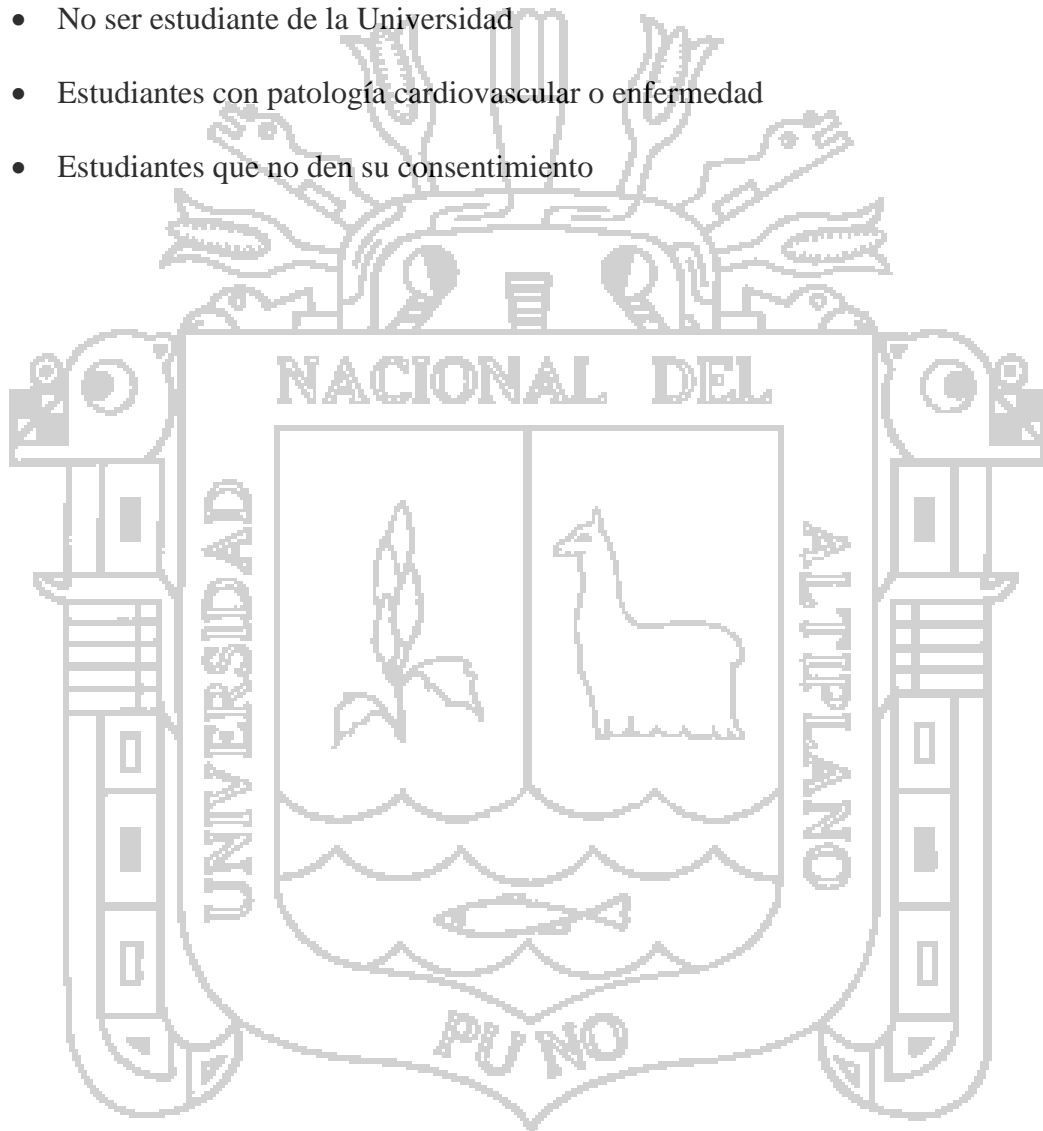 • No ser estudiante de la Universidad
• Estudiantes con patología cardiovascular o enfermedad
• Estudiantes que no den su consentimiento
NACIONAL DEL
UNIVERSIDAD
ALTIPLANO
PUNO